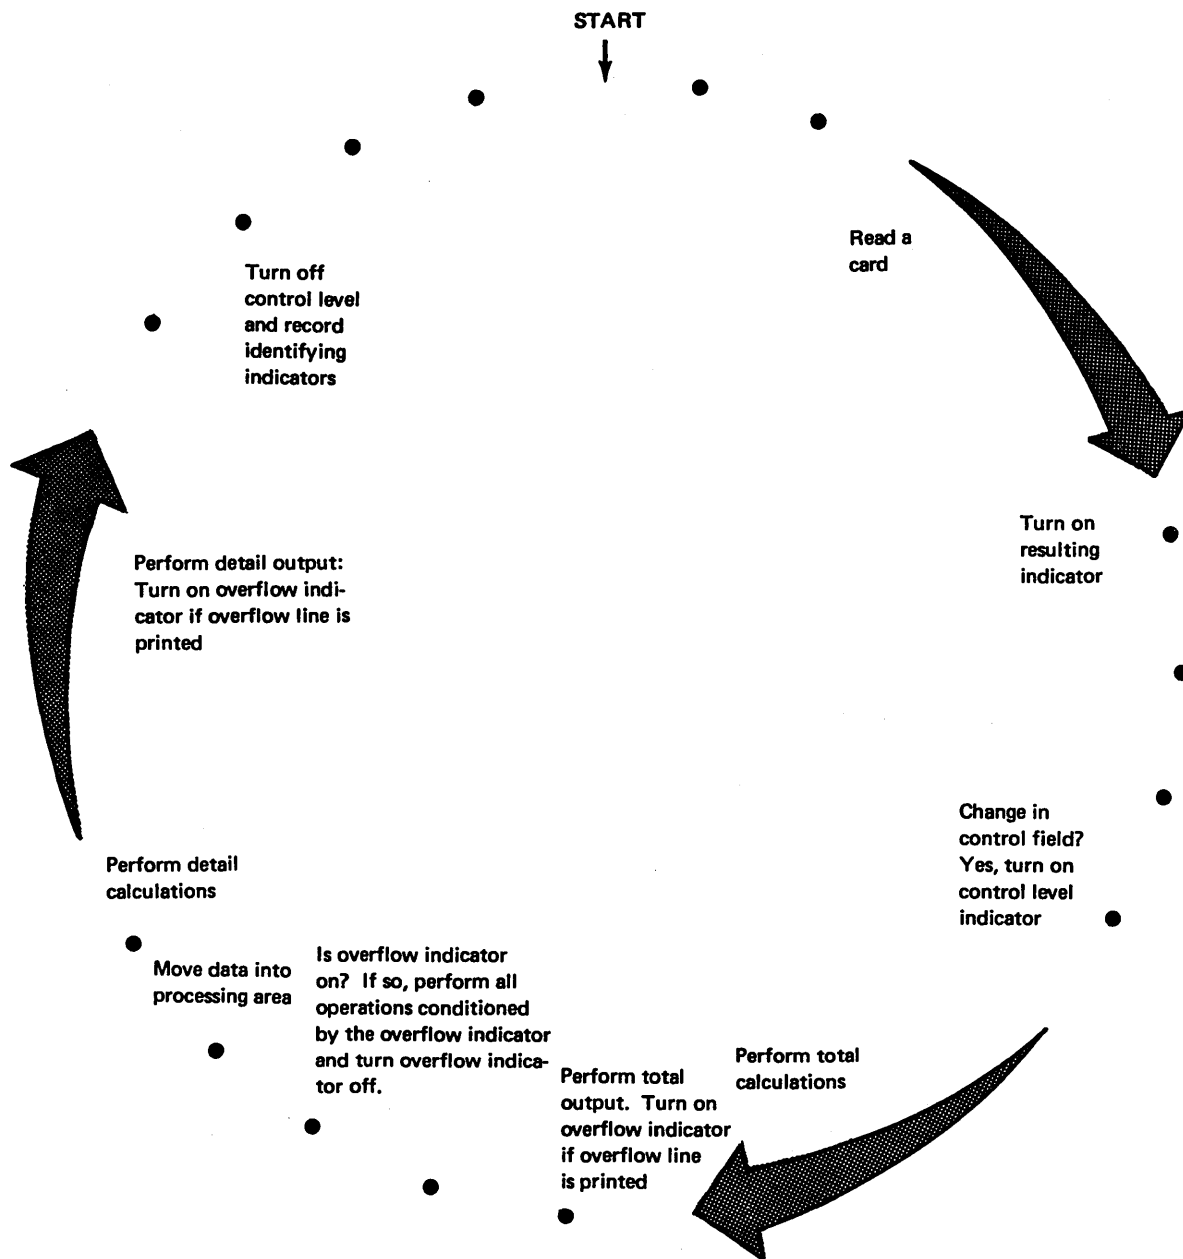 START
Read a
card
Turn on
resulting
indicator
Change in
control field?
Yes, turn on
control level
indicator
Perform total
calculations
Perform total
output. Turn on
overflow indicator
if overflow line
is printed
Is overflow indicator
on? If so, perform all
operations conditioned
by the overflow indicator
and turn overflow indica-
tor off.
Move data into
processing area
Perform detail
calculations
Perform detail output:
Turn on overflow indi-
cator if overflow line is
printed
Turn off
control level
and record
identifying
indicators